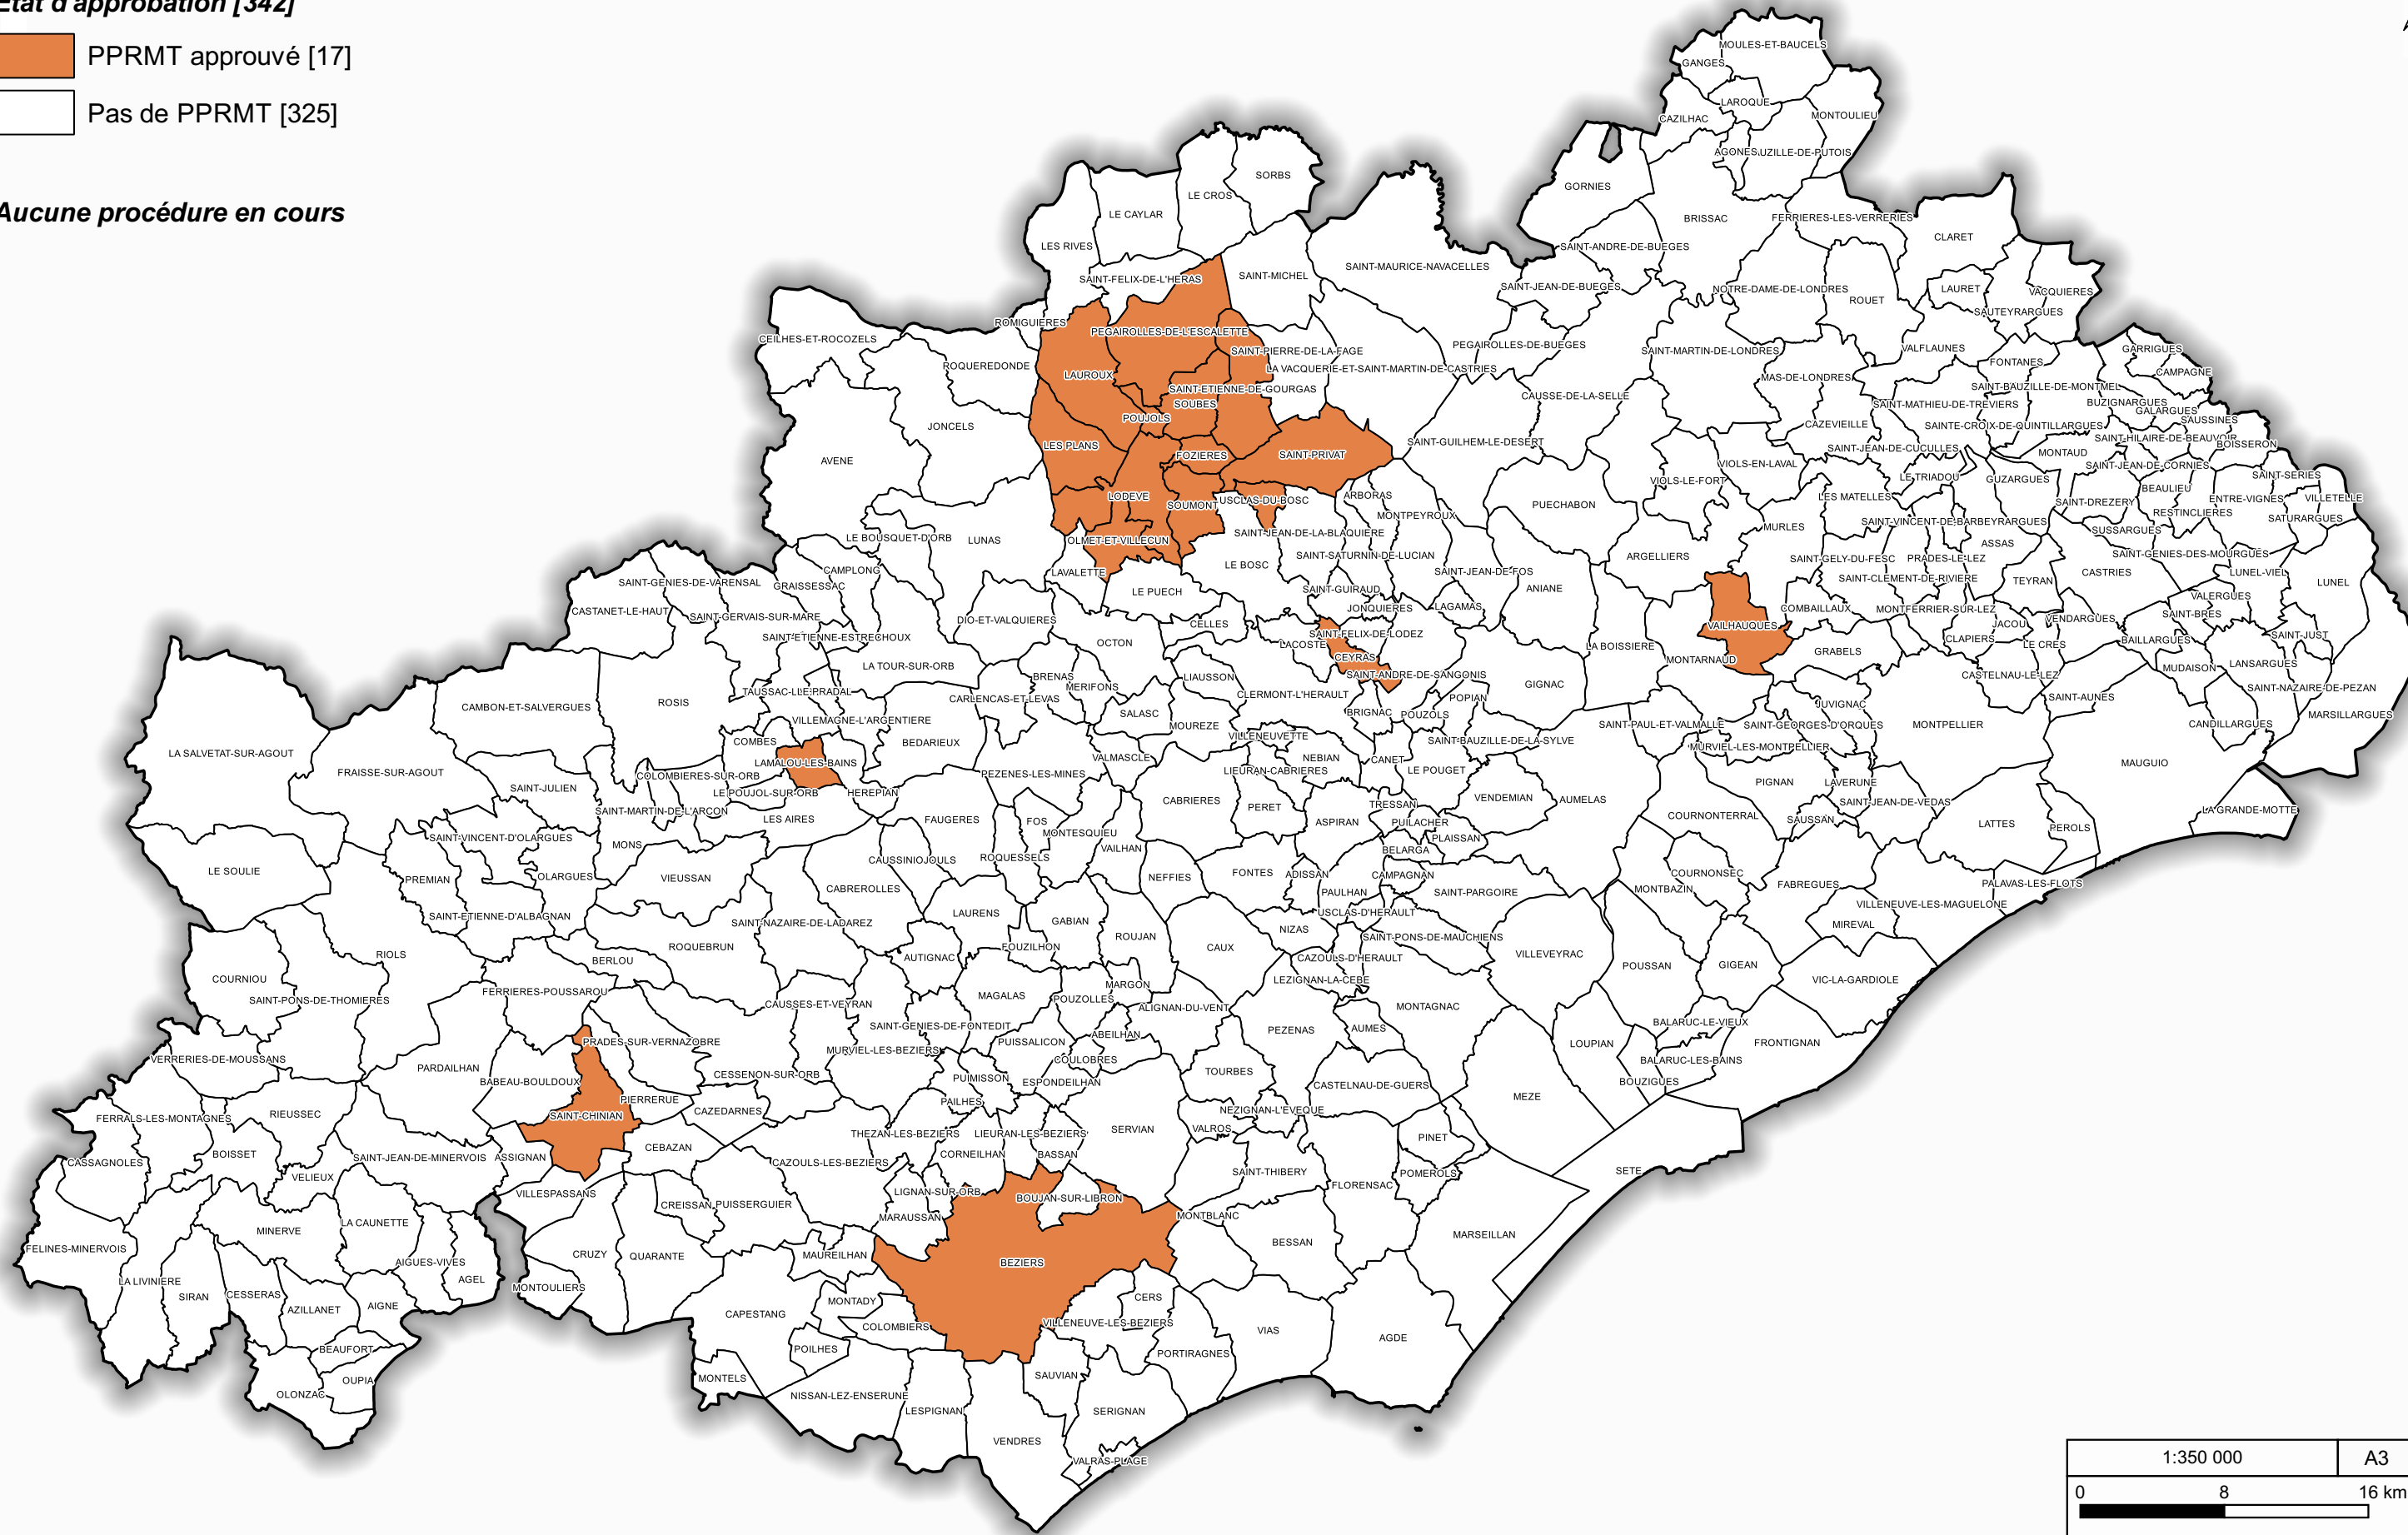 Etat d'approbation [342]
PPRMT approuvé [17]
Pas de PPRMT [325]
Aucune procédure en cours
MOULES-ET-BAUCELS
GANGES
LAROQUE
CAZILHAC
MONTOULIEU
AGONES
UZILLE-DE-PUTOIS
SORBS
GORNIES
LE CROS
LE CAYLAR
BRISSAC
FERRIERES-LES-VERRERIES
CLARET
LES RIVES
SAINT-ANDRE-DE-BUEGES
SAINT-MAURICE-NAVACELLES
SAINT-MICHEL
SAINT-FELIX-DE-L'HERAS
SAINT-JEAN-DE-BUEGES
NOTRE-DAME-DE-LONDRES
ROUET
LAURET
VACQUIERES
SAUTEYRARGUES
ROMIGUIERES
PEGAIROLLES-DE-L'ESCALETTE
CEILHES-ET-ROCOZELS
PEGAIROLLES-DE-BUEGES
SAINT-PIERRE-DE-LA-FAGE
SAINT-MARTIN-DE-LONDRES
VALFLAUNES
GARRIGUES
FONTANES
ROQUEREDONDE
LA VACQUERIE-ET-SAINT-MARTIN-DE-CASTRIES
LAUROUX
MAS-DE-LONDRES
CAMPAGNE
SAINT-BAUZILLE-DE-MONTMEL
SAINT-ETIENNE-DE-GOURGAS
CAUSSE-DE-LA-SELLE
SOUBES
SAINT-MATHIEU-DE-TREVIERS
BUZIGNARGUES
GALARGUES
SAUSSINES
POUJOLS
JONCELS
CAZEVIEILLE
SAINTE-CROIX-DE-QUINTILLARGUES
SAINT-HILAIRE-DE-BEAUVOIR
BOISSERON
LES PLANS
SAINT-GUILHEM-LE-DESERT
SAINT-JEAN-DE-CUCULLES
MONTAUD
FOZIERES
SAINT-PRIVAT
AVENE
VIOLS-EN-LAVAL
SAINT-JEAN-DE-CORNIES
SAINT-SERIES
LE TRIADOU
GUZARGUES
VIOLS-LE-FORT
BEAULIEU
LODEVE
ARBORAS
LES MATELLES
SAINT-DREZERY
ENTRE-VIGNES
VILLETELLE
USCLAS-DU-BOSC
SOUMONT
PUECHABON
RESTINCLIERES
SATURARGUES
MONTPEYROUX
MURLES
SAINT-VINCENT-DE-BARBEYRARGUES
SUSSARGUES
SAINT-JEAN-DE-LA-BLAQUIERE
LE BOUSQUET-D'ORB
LUNAS
OLMET-ET-VILLECUN
ASSAS
SAINT-SATURNIN-DE-LUCIAN
ARGELLIERS
SAINT-GELY-DU-FESC
PRADES-LE-LEZ
SAINT-GENIES-DES-MOURGUES
LE BOSC
CAMPLONG
LAVALETTE
SAINT-JEAN-DE-FOS
CASTRIES
LUNEL-VIEL
SAINT-CLEMENT-DE-RIVIERE
TEYRAN
LUNEL
SAINT-GENIES-DE-VARENSAL
GRAISSESSAC
LE PUECH
SAINT-GUIRAUD
ANIANE
VALERGUES
CASTANET-LE-HAUT
JONQUIERES
LAGAMAS
COMBAILLAUX
MONTFERRIER-SUR-LEZ
SAINT-BRES
SAINT-GERVAIS-SUR-MARE
DIO-ET-VALQUIERES
CELLES
VAILHAUQUES
JACOU
VENDARGUES
SAINT-ETIENNE-ESTRECHOUX
OCTON
SAINT-FELIX-DE-LODEZ
LACOSTE
LA BOISSIERE
CLAPIERS
LE CRES
BAILLARGUES
SAINT-JUST
GRABELS
CEYRAS
MONTARNAUD
LA TOUR-SUR-ORB
LIAUSSON
SAINT-ANDRE-DE-SANGONIS
CASTELNAU-LE-LEZ
MUDAISON
LANSARGUES
BRENAS
MERIFONS
GIGNAC
SAINT-NAZAIRE-DE-PEZAN
TAUSSAC-LLE PRADAL
CARLENCAS-ET-LEVAS
CLERMONT-L'HERAULT
POPIAN
SAINT-AUNES
ROSIS
CAMBON-ET-SALVERGUES
SALASC
BRIGNAC
POUZOLS
JUVIGNAC
MARSILLARGUES
VILLEMAGNE-L'ARGENTIERE
MOUREZE
SAINT-PAUL-ET-VALMALLE
SAINT-GEORGES-D'ORQUES
MONTPELLIER
CANDILLARGUES
COMBES
BEDARIEUX
VILLENEUVETTE
SAINT-BAUZILLE-DE-LA-SYLVE
MURVIEL-LES-MONTPELLIER
LA SALVETAT-SUR-AGOUT
LAMALOU-LES-BAINS
VALMASCLE
NEBIAN
CANET
MAUGUIO
FRAISSE-SUR-AGOUT
COLOMBIERES-SUR-ORB
PEZENES-LES-MINES
LIEURAN-CABRIERES
LE POUGET
PIGNAN
LAVERUNE
SAINT-JULIEN
LE POUJOL-SUR-ORB
HEREPIAN
CABRIERES
PERET
TRESSAN
VENDEMIAN
AUMELAS
SAINT-JEAN-DE-VEDAS
LA GRANDE-MOTTE
SAINT-MARTIN-DE-L'ARCON
LES AIRES
FAUGERES
FOS
ASPIRAN
PUILACHER
COURNONTERRAL
SAUSSAN
LATTES
PEROLS
SAINT-VINCENT-D'OLARGUES
MONS
MONTESQUIEU
PLAISSAN
VAILHAN
BELARGA
CAUSSINIOJOULS
ROQUESSELS
LE SOULIE
PREMIAN
OLARGUES
VIEUSSAN
NEFFIES
FONTES
ADISSAN
CAMPAGNAN
COURNONSEC
FABREGUES
PALAVAS-LES-FLOTS
CABREROLLES
PAULHAN
SAINT-PARGOIRE
MONTBAZIN
VILLENEUVE-LES-MAGUELONE
SAINT-ETIENNE-D'ALBAGNAN
LAURENS
USCLAS-D'HERAULT
SAINT-NAZAIRE-DE-LADAREZ
GABIAN
MIREVAL
NIZAS
ROUJAN
SAINT-PONS-DE-MAUCHIENS
ROQUEBRUN
FOUZILHON
CAUX
RIOLS
BERLOU
AUTIGNAC
CAZOULS-D'HERAULT
VILLEVEYRAC
POUSSAN
GIGEAN
COURNIOU
LEZIGNAN-LA-CEBE
VIC-LA-GARDIOLE
MARGON
FERRIERES-POUSSAROU
MAGALAS
SAINT-PONS-DE-THOMIERES
POUZOLLES
CAUSSES-ET-VEYRAN
ALIGNAN-DU-VENT
MONTAGNAC
SAINT-GENIES-DE-FONTEDIT
PEZENAS
AUMES
BALARUC-LE-VIEUX
ABEILHAN
PRADES-SUR-VERNAZOBRE
PUISSALICON
LOUPIAN
FRONTIGNAN
MURVIEL-LES-BEZIERS
VERRERIES-DE-MOUSSANS
COULOBRES
BALARUC-LES-BAINS
PARDAILHAN
CESSENON-SUR-ORB
TOURBES
PUIMISSON
BABEAU-BOULDOUX
ESPONDEILHAN
CASTELNAU-DE-GUERS
BOUZIGUES
PIERRERUE
PAILHES
MEZE
FERRALS-LES-MONTAGNES
RIEUSSEC
SAINT-CHINIAN
CAZEDARNES
NEZIGNAN-L'EVEQUE
THEZAN-LES-BEZIERS
LIEURAN-LES-BEZIERS
SERVIAN
VALROS
PINET
CEBAZAN
BOISSET
SAINT-JEAN-DE-MINERVOIS
ASSIGNAN
CORNEILHAN
BASSAN
CASSAGNOLES
CAZOULS-LES-BEZIERS
SAINT-THIBERY
POMEROLS
SETE
VELIEUX
FLORENSAC
VILLESPASSANS
LIGNAN-SUR-ORB
BOUJAN-SUR-LIBRON
CREISSAN
PUISSERGUIER
MARAUSSAN
MONTBLANC
LA CAUNETTE
MINERVE
MARSEILLAN
BESSAN
FELINES-MINERVOIS
CRUZY
QUARANTE
MAUREILHAN
BEZIERS
AIGUES-VIVES
AGEL
LA LIVINIERE
MONTOULIERS
SIRAN
CESSERAS
CERS
MONTADY
AIGNE
AZILLANET
CAPESTANG
COLOMBIERS
VILLENEUVE-LES-BEZIERS
VIAS
AGDE
BEAUFORT
POILHES
PORTIRAGNES
SAUVIAN
OUPIA
MONTELS
OLONZAC
NISSAN-LEZ-ENSERUNE
LESPIGNAN
SERIGNAN
VENDRES
VALRAS-PLAGE
1:350 000
A3
0 8 16 km